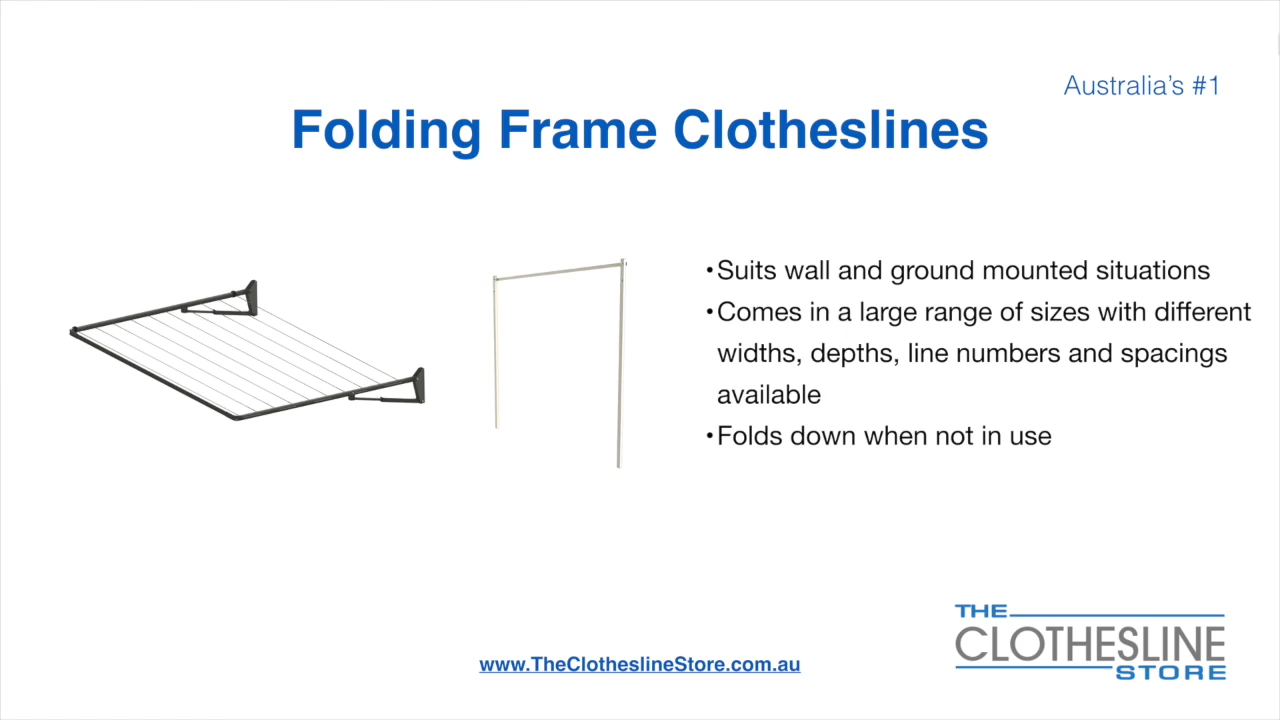 Australia's #1
Folding Frame Clotheslines
•Suits wall and ground mounted situations
•Comes in a large range of sizes with different
widths, depths, line numbers and spacings
available
•Folds down when not in use
www.TheClotheslineStore.com.au
THE
CLOTHESLINE
STORE